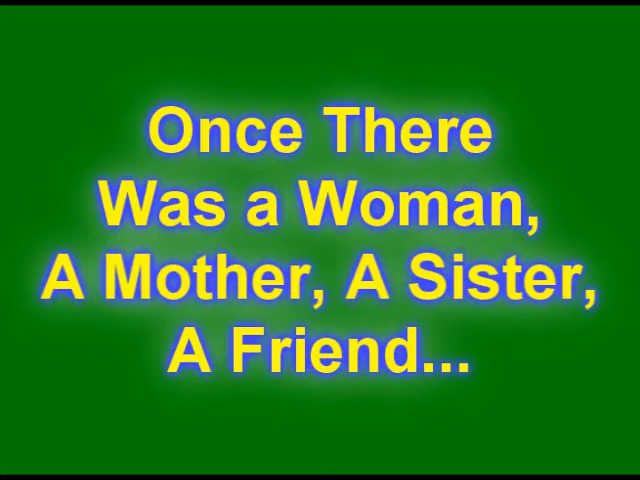 Once There
Was a Woman,
A Mother, A Sister,
A Friend...